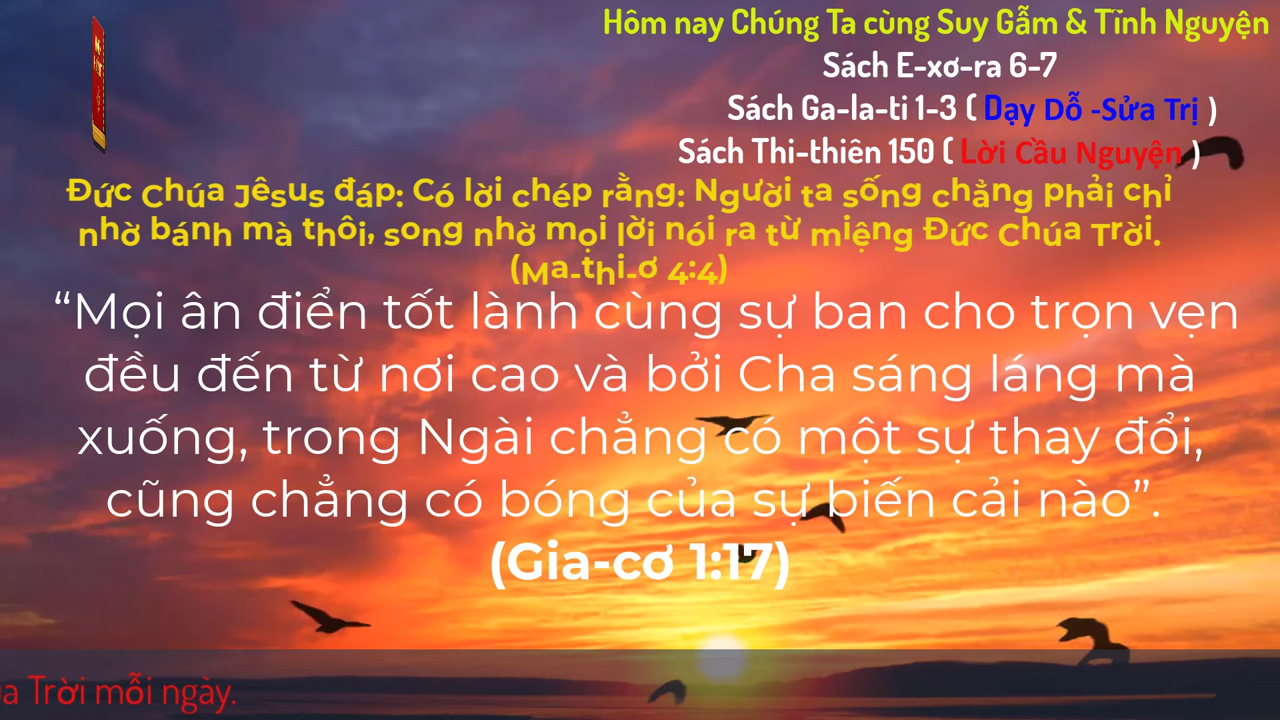 Hôm nay Chúng Ta cùng Suy Gẫm & Tĩnh Nguyện
Sách E-xơ-ra 6-7
Sách Ga-la-ti 1-3 ( Dạy Dỗ -Sửa Trị )
Sách Thi-thiên 150 ( Lời Cầu Nguyện )
Đức Chúa Jêsus đáp: Có lời chép rằng: Người ta sống chẳng phải chỉ
nhờ bánh mà thôi, song nhờ mọi lời nói ra từ miệng Đức Chúa Trời.
(Ma-thi-ơ 4:4)
“Mọi ân điển tốt lành cùng sự ban cho trọn vẹn
đều đến từ nơi cao và bởi Cha sáng láng mà
xuống, trong Ngài chẳng có một sự thay đổi,
cũng chẳng có bóng của sự biến cải nào”.
(Gia-cơ 1:17)
Trời mỗi ngày.